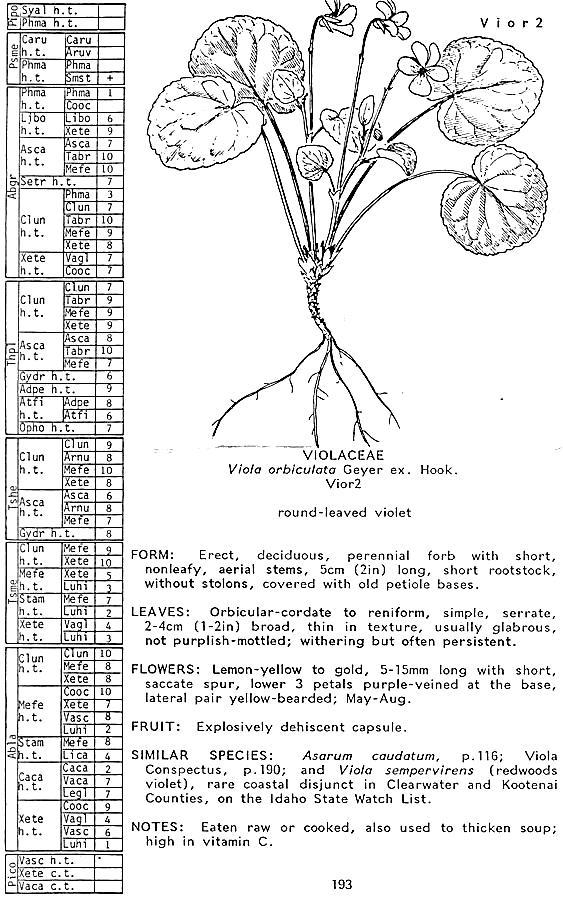 Vior2
Pipo
Syal h.t.
Phma h.t.
Psme
Caru h.t. Caru
Aruv
Phma h.t. Phma
Smst +
Abgr
Phma h.t. Phma 1
Cooc
Libo h.t. Libo 6
Xete 9
Asca h.t. Asca 7
Tabr 10
Mefe 10
Setr h.t. 7
Clun h.t. Phma 3
Clun 7
Tabr 10
Mefe 9
Xete 8
Xete h.t. Vagl 7
Cooc 7
Thpl
Clun h.t. Clun 7
Tabr 9
Mefe 9
Xete 9
Asca h.t. Asca 8
Tabr 10
Mefe 7
Gydr h.t. 6
Adpe h.t. 9
Atfi h.t. Adpe 8
Atfi 6
Opho h.t. 7
Tshe
Clun h.t. Clun 9
Arnu 8
Mefe 10
Xete 8
Asca h.t. Asca 6
Arnu 8
Mefe 7
Gydr h.t. 8
Tsme
Clun h.t. Mefe 9
Xete 10
Mefe h.t. Xete 5
Luhi 3
Stam h.t. Mefe 7
Luhi 2
Xete h.t. Vagl 4
Luhi 3
Abla
Clun h.t. Clun 10
Mefe 8
Xete 8
Mefe h.t. Cooc 10
Xete 7
Vasc 8
Luhi 2
Stam h.t. Mefe 8
Lica 4
Caca h.t. Caca 2
Vaca 7
Legl 7
Xete h.t. Cooc 9
Vagl 4
Vasc 6
Luhi 1
Pico
Vasc h.t.
Xete c.t.
Vaca c.t.
VIOLACEAE
Viola orbiculata Geyer ex. Hook.
Vior2
round-leaved violet
FORM: Erect, deciduous, perennial forb with short,
nonleafy, aerial stems, 5cm (2in) long, short rootstock,
without stolons, covered with old petiole bases.
LEAVES: Orbicular-cordate to reniform, simple, serrate,
2-4cm (1-2in) broad, thin in texture, usually glabrous,
not purplish-mottled; withering but often persistent.
FLOWERS: Lemon-yellow to gold, 5-15mm long with short,
saccate spur, lower 3 petals purple-veined at the base,
lateral pair yellow-bearded; May-Aug.
FRUIT: Explosively dehiscent capsule.
SIMILAR SPECIES: Asarum caudatum, p.116; Viola
Conspectus, p.190; and Viola sempervirens (redwoods
violet), rare coastal disjunct in Clearwater and Kootenai
Counties, on the Idaho State Watch List.
NOTES: Eaten raw or cooked, also used to thicken soup;
high in vitamin C.
193